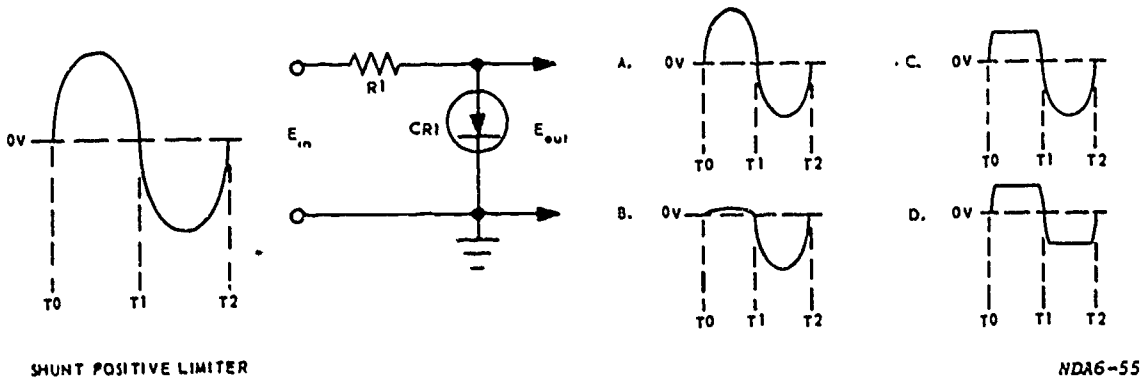 0V
T0 T1 T2
SHUNT POSITIVE LIMITER
R1
E_in
CR1
E_out
A. 0V
T0 T1 T2
B. 0V
T0 T1 T2
C. 0V
T0 T1 T2
D. 0V
T0 T1 T2
NDA6-55